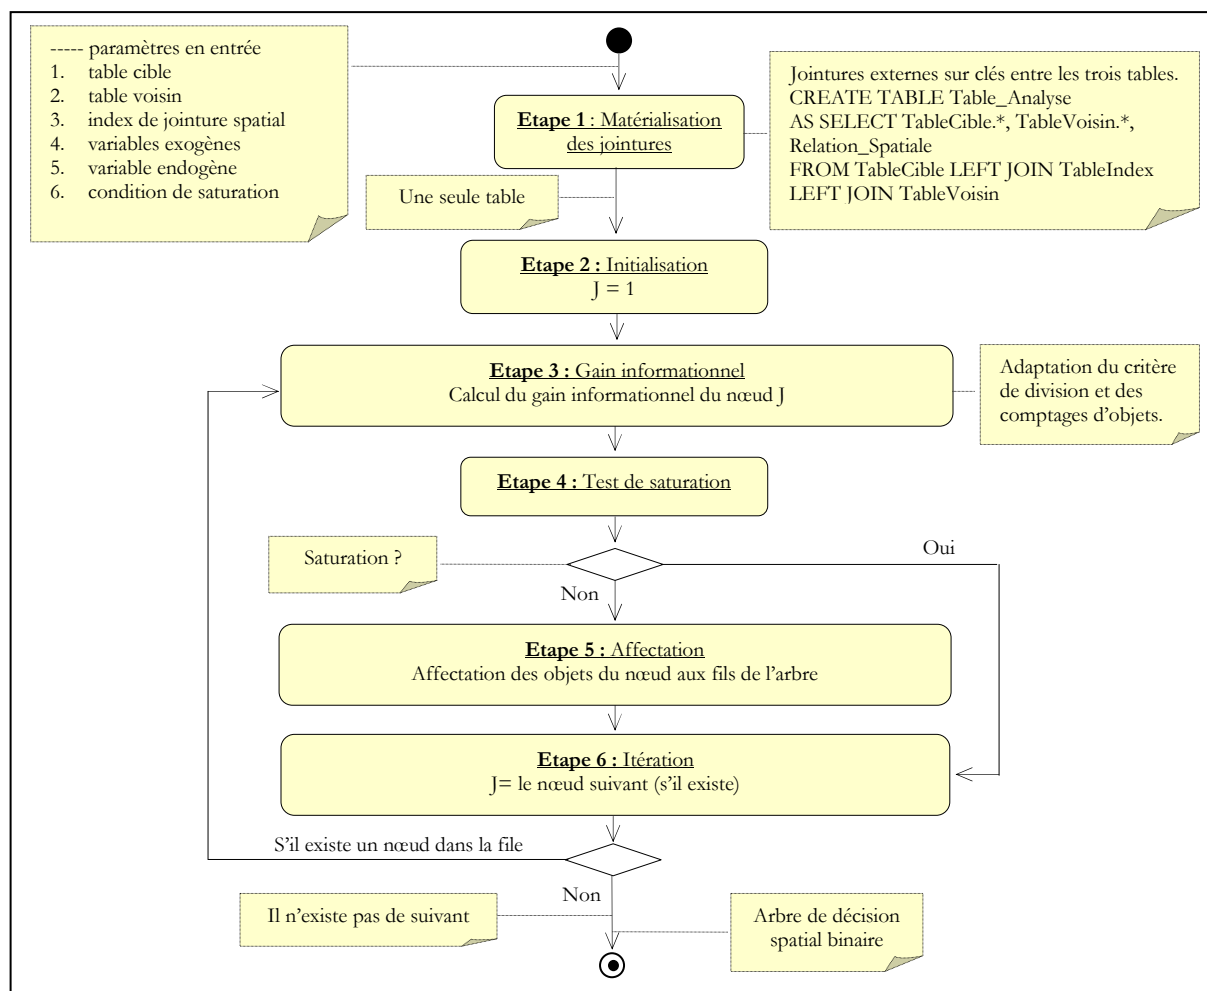 ----- paramètres en entrée
1. table cible
2. table voisin
3. index de jointure spatial
4. variables exogènes
5. variable endogène
6. condition de saturation
Etape 1 : Matérialisation
des jointures
Jointures externes sur clés entre les trois tables.
CREATE TABLE Table_Analyse
AS SELECT TableCible.*, TableVoisin.*,
Relation_Spatiale
FROM TableCible LEFT JOIN TableIndex
LEFT JOIN TableVoisin
Une seule table
Etape 2 : Initialisation
J = 1
Etape 3 : Gain informationnel
Calcul du gain informationnel du nœud J
Adaptation du critère
de division et des
comptages d’objets.
Etape 4 : Test de saturation
Saturation ?
Oui
Non
Etape 5 : Affectation
Affectation des objets du nœud aux fils de l’arbre
Etape 6 : Itération
J= le nœud suivant (s’il existe)
S’il existe un nœud dans la file
Non
Il n’existe pas de suivant
Arbre de décision
spatial binaire